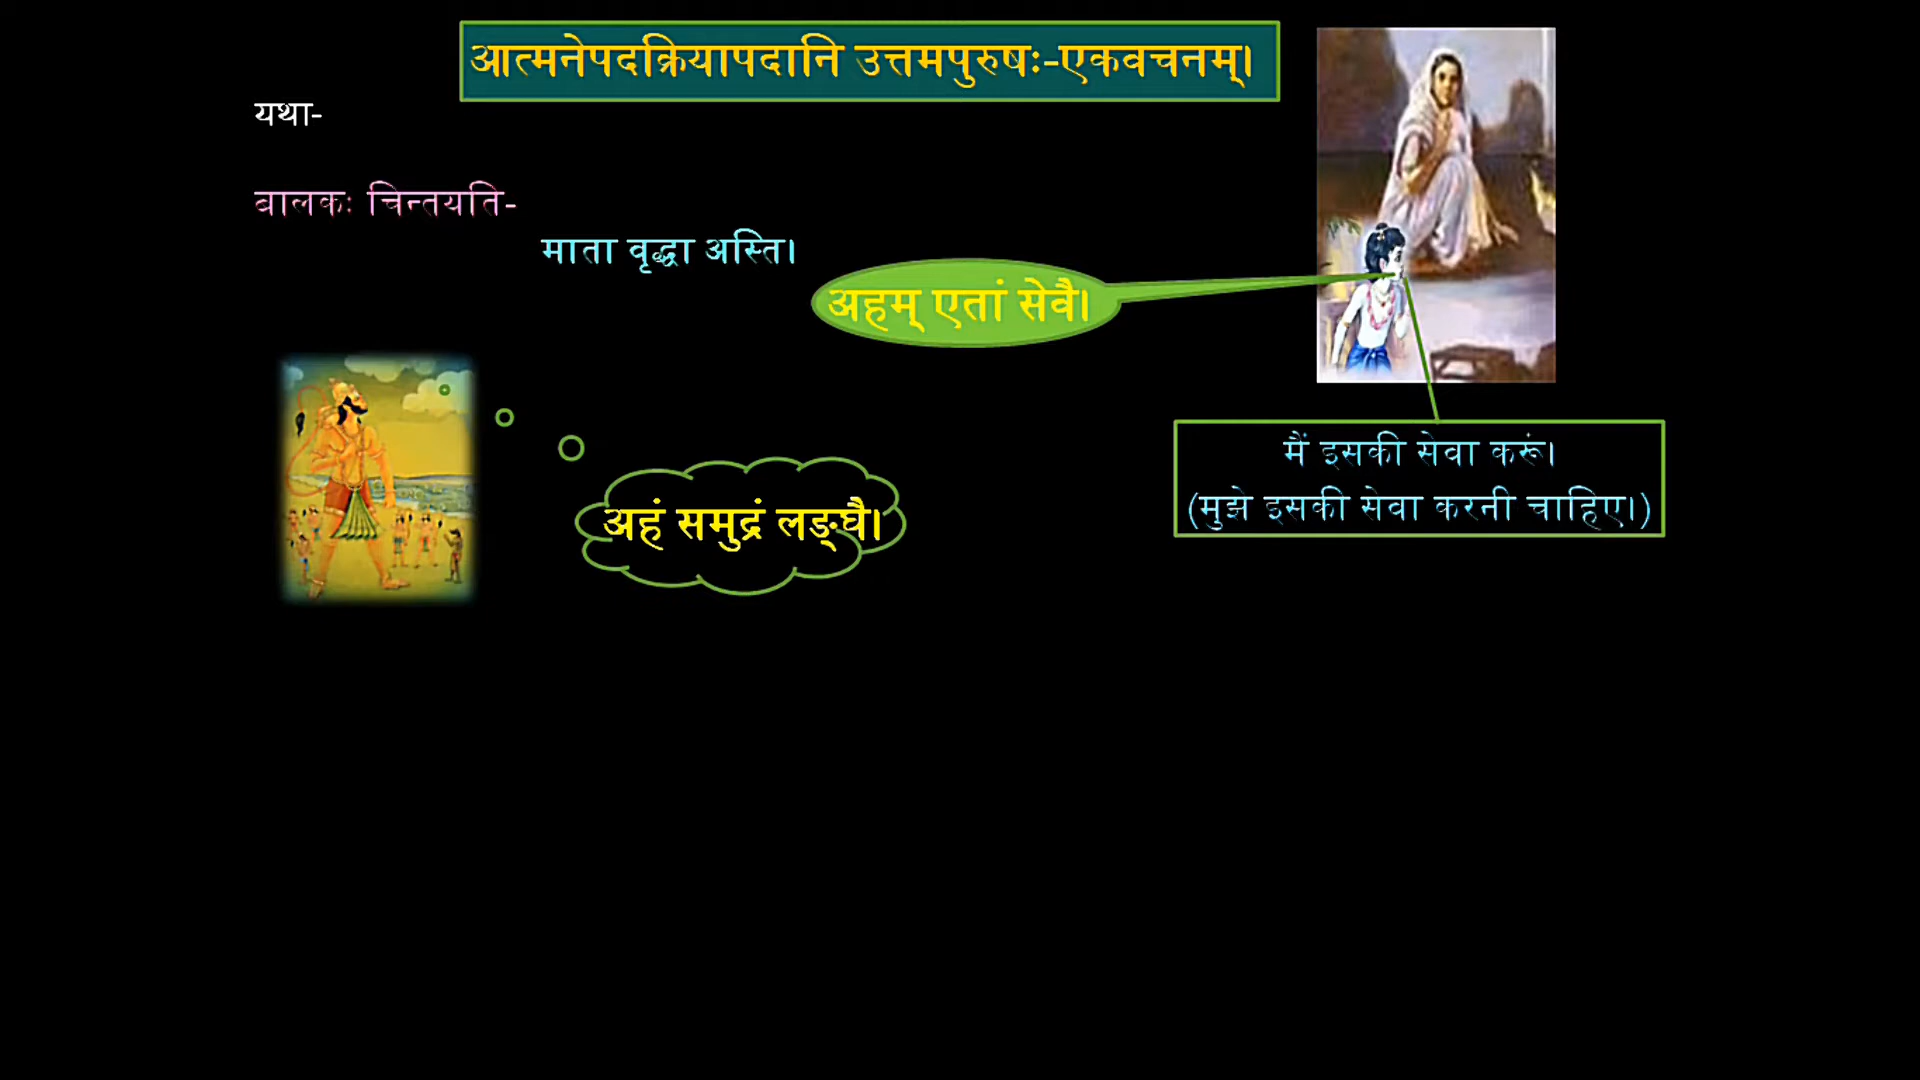 आत्मनेपदक्रियापदानि उत्तमपुरुषः-एकवचनम्।
यथा-
बालकः चिन्तयति-
माता वृद्धा अस्ति।
अहम् एतां सेवै।
मैं इसकी सेवा करूं।
(मुझे इसकी सेवा करनी चाहिए।)
अहं समुद्रं लङ्घै।